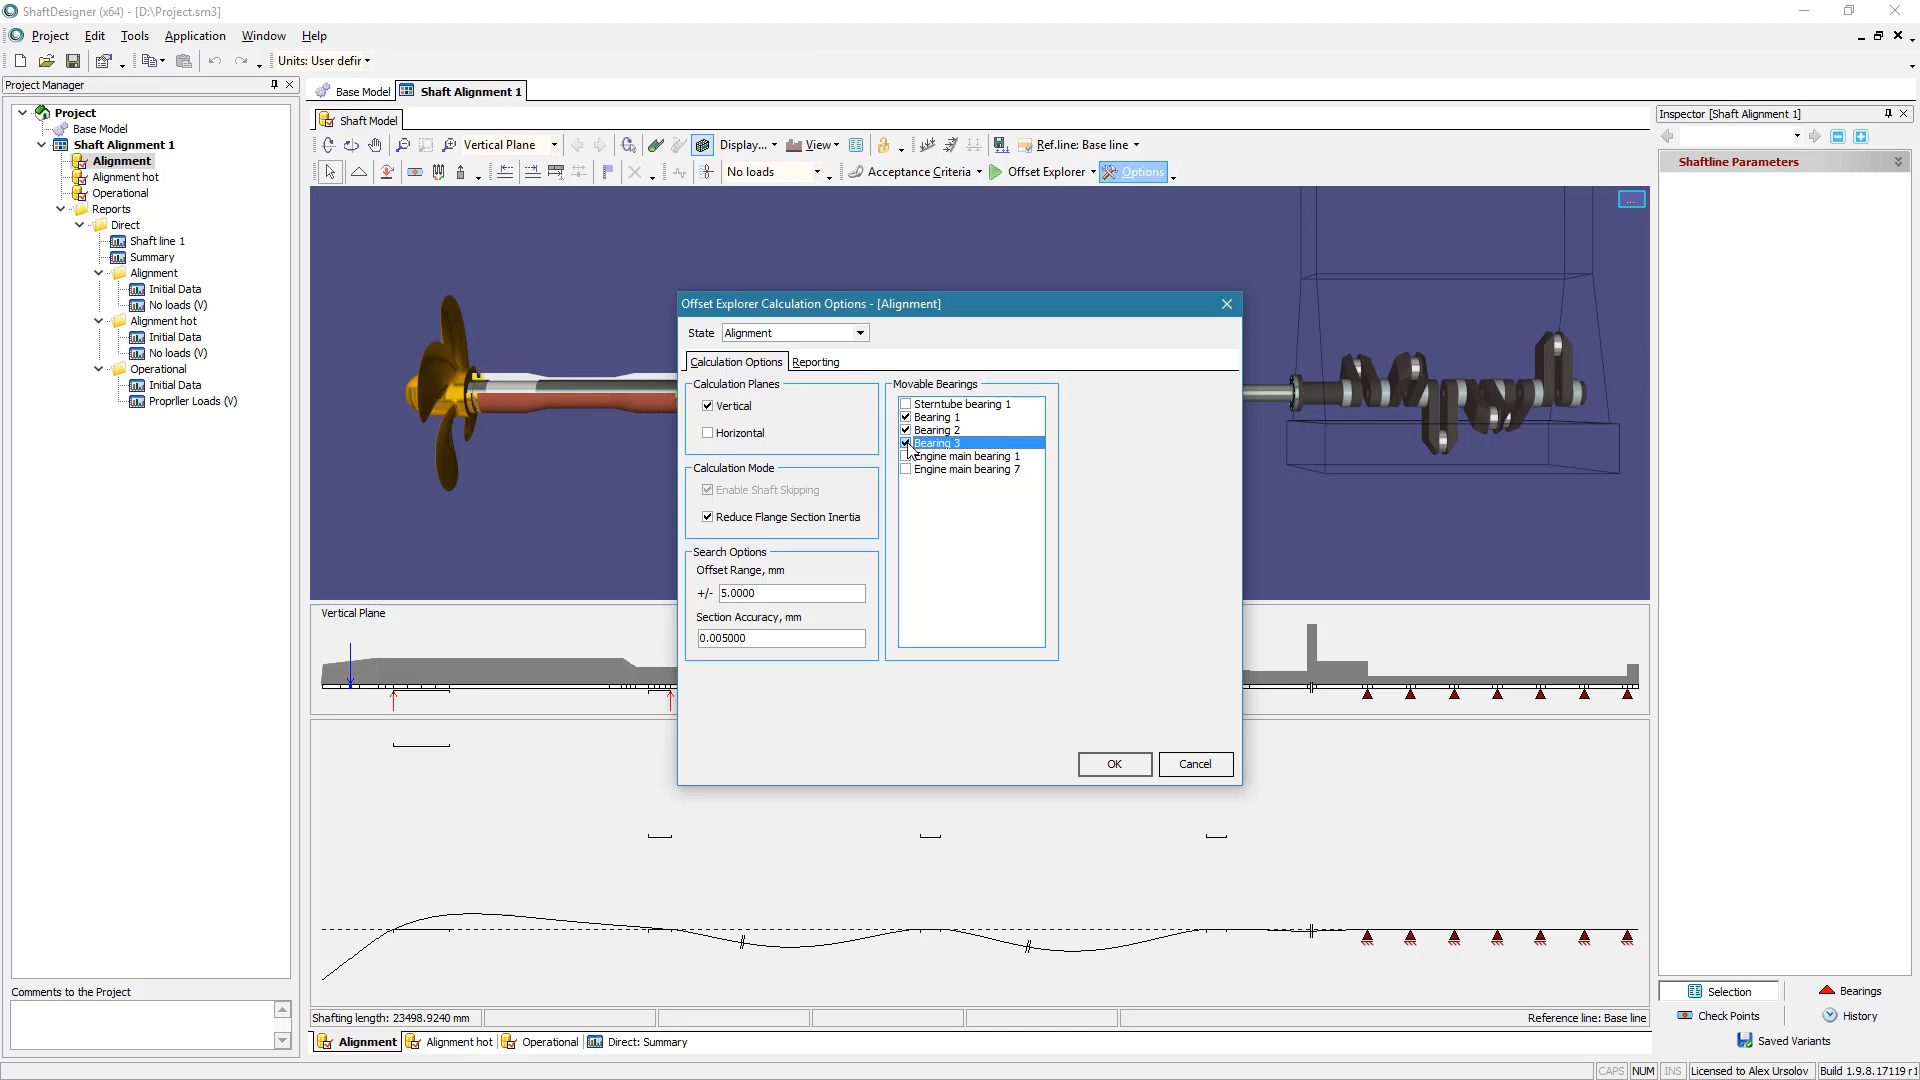 ShaftDesigner (x64) - [D:\Project.sm3]
Project Edit Tools Application Window Help
Units: User defir
Project Manager
Project
Base Model
Shaft Alignment 1
Alignment
Alignment hot
Operational
Reports
Direct
Shaft line 1
Summary
Alignment
Initial Data
No loads (V)
Alignment hot
Initial Data
No loads (V)
Operational
Initial Data
Proprller Loads (V)
Comments to the Project
Base Model
Shaft Alignment 1
Shaft Model
Vertical Plane Display... View Ref.line: Base line
No loads Acceptance Criteria Offset Explorer Options
...
Offset Explorer Calculation Options - [Alignment]
State Alignment
Calculation Options Reporting
Calculation Planes
Vertical
Horizontal
Calculation Mode
Enable Shaft Skipping
Reduce Flange Section Inertia
Search Options
Offset Range, mm
+/- 5.0000
Section Accuracy, mm
0.005000
Movable Bearings
Sterntube bearing 1
Bearing 1
Bearing 2
Bearing 3
Engine main bearing 1
Engine main bearing 7
OK Cancel
Vertical Plane
Shafting length: 23498.9240 mm
Reference line: Base line
Alignment Alignment hot Operational Direct: Summary
Inspector [Shaft Alignment 1]
Shaftline Parameters
Selection Bearings
Check Points History
Saved Variants
CAPS NUM INS Licensed to Alex Ursolov Build 1.9.8.17119 r1